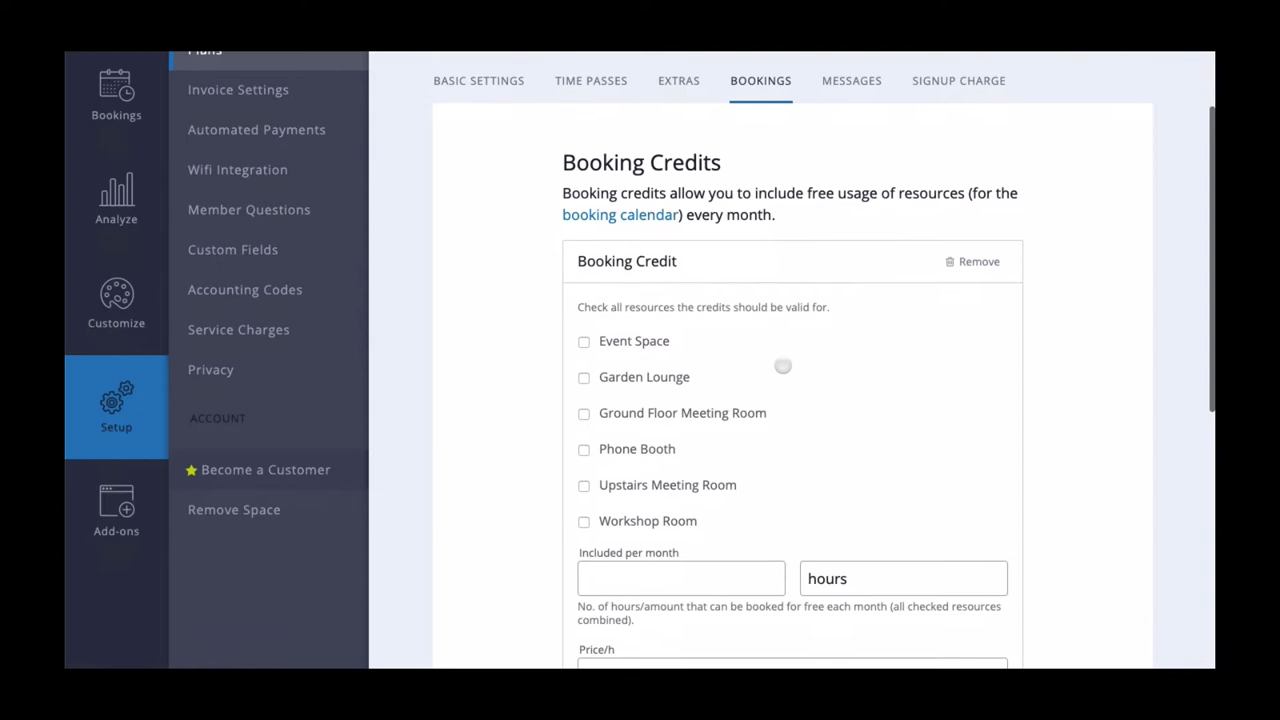 Bookings
Analyze
Customize
Setup
Add-ons
Plans
Invoice Settings
Automated Payments
Wifi Integration
Member Questions
Custom Fields
Accounting Codes
Service Charges
Privacy
ACCOUNT
Become a Customer
Remove Space
BASIC SETTINGS
TIME PASSES
EXTRAS
BOOKINGS
MESSAGES
SIGNUP CHARGE
Booking Credits
Booking credits allow you to include free usage of resources (for the
booking calendar) every month.
Booking Credit
Remove
Check all resources the credits should be valid for.
Event Space
Garden Lounge
Ground Floor Meeting Room
Phone Booth
Upstairs Meeting Room
Workshop Room
Included per month
hours
No. of hours/amount that can be booked for free each month (all checked resources
combined).
Price/h